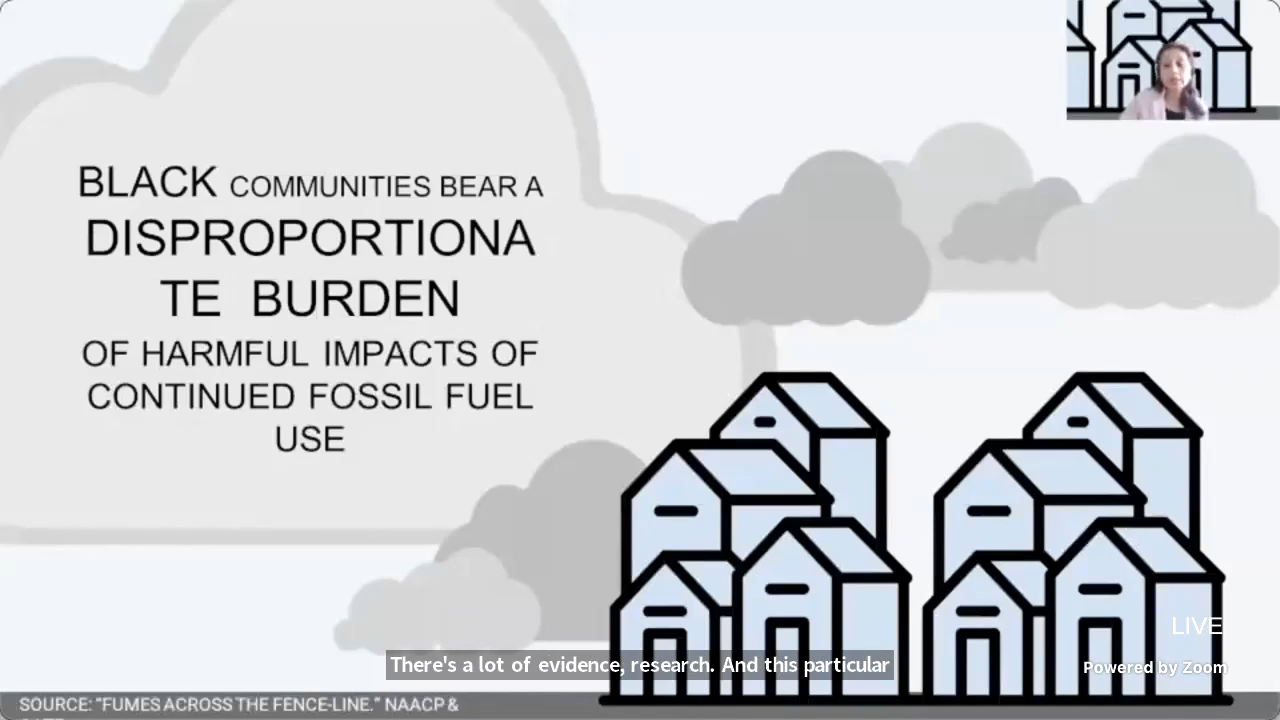 BLACK COMMUNITIES BEAR A
DISPROPORTIONA
TE BURDEN
OF HARMFUL IMPACTS OF
CONTINUED FOSSIL FUEL
USE
LIVE
There's a lot of evidence, research. And this particular
Powered by Zoom
SOURCE: “FUMES ACROSS THE FENCE-LINE.” NAACP &